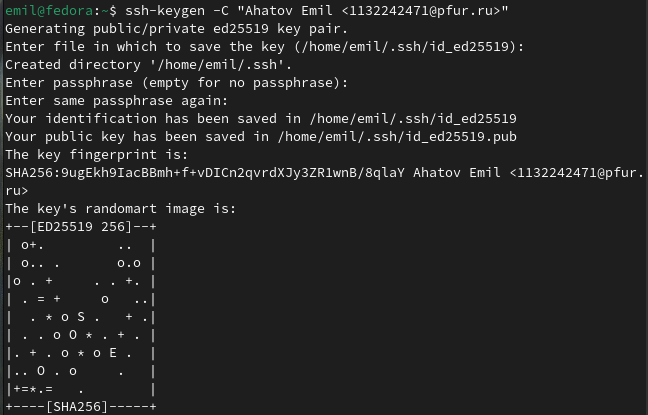 emil@fedora:~$ ssh-keygen -C "Ahatov Emil <1132242471@pfur.ru>"
Generating public/private ed25519 key pair.
Enter file in which to save the key (/home/emil/.ssh/id_ed25519):
Created directory '/home/emil/.ssh'.
Enter passphrase (empty for no passphrase):
Enter same passphrase again:
Your identification has been saved in /home/emil/.ssh/id_ed25519
Your public key has been saved in /home/emil/.ssh/id_ed25519.pub
The key fingerprint is:
SHA256:9ugEkh9IacBBmh+f+vDICn2qvrdXJy3ZR1wnB/8qlaY Ahatov Emil <1132242471@pfur.
ru>
The key's randomart image is:
+--[ED25519 256]--+
| o+.         ..  |
| o.. .       o.o |
|o . +     . . +. |
| . = +     o   ..|
|  . * o S .   + .|
| . . o O * . + . |
|. + . o * o E .  |
|.. O . o     .   |
|+=*.=   .        |
+----[SHA256]-----+